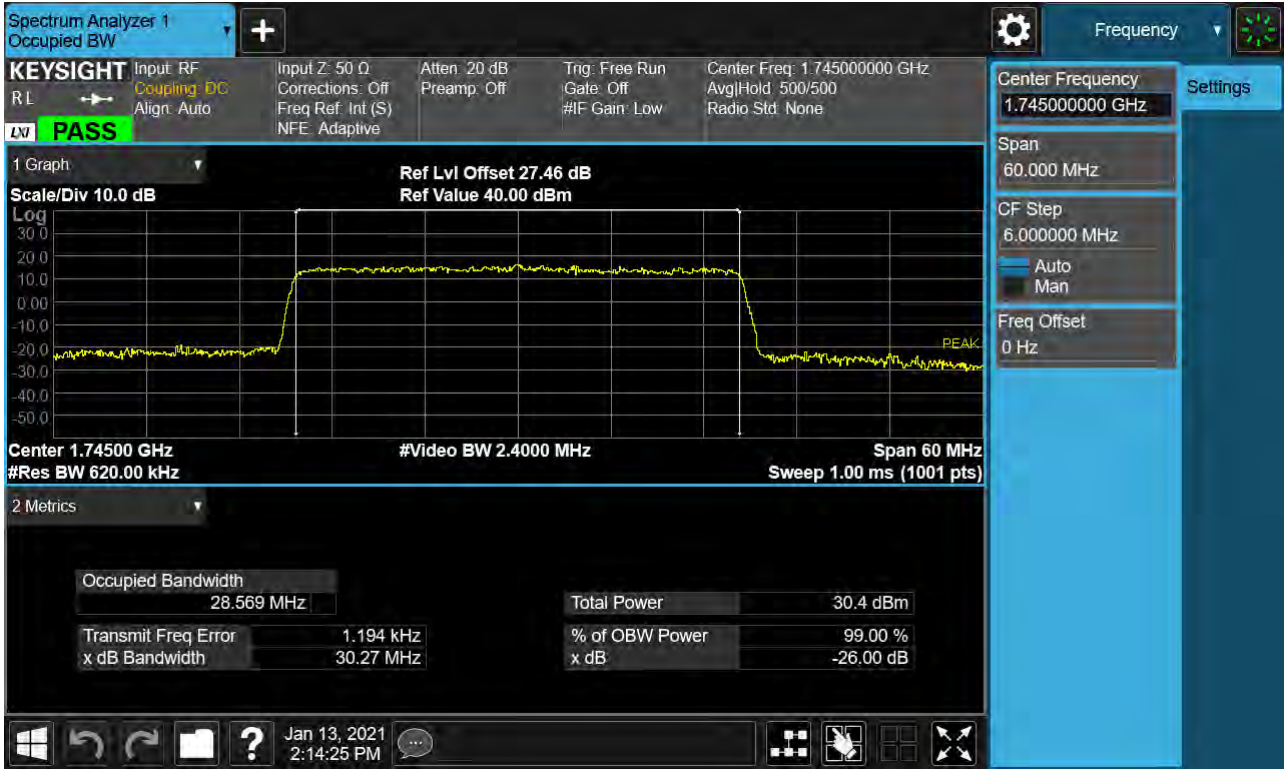 Spectrum Analyzer 1
Occupied BW
+
Frequency
KEYSIGHT
RL
LXI
PASS
Input: RF
Coupling: DC
Align: Auto
Input Z: 50 Ω
Corrections: Off
Freq Ref: Int (S)
NFE: Adaptive
Atten: 20 dB
Preamp: Off
Trig: Free Run
Gate: Off
#IF Gain: Low
Center Freq: 1.745000000 GHz
Avg|Hold: 500/500
Radio Std: None
Center Frequency
1.745000000 GHz
Settings
Span
60.000 MHz
CF Step
6.000000 MHz
Auto
Man
Freq Offset
0 Hz
1 Graph
Scale/Div 10.0 dB
Ref Lvl Offset 27.46 dB
Ref Value 40.00 dBm
Log
30.0
20.0
10.0
0.00
-10.0
-20.0
-30.0
-40.0
-50.0
PEAK
Center 1.74500 GHz
#Video BW 2.4000 MHz
Span 60 MHz
#Res BW 620.00 kHz
Sweep 1.00 ms (1001 pts)
2 Metrics
Occupied Bandwidth
28.569 MHz
Total Power 30.4 dBm
Transmit Freq Error 1.194 kHz
% of OBW Power 99.00 %
x dB Bandwidth 30.27 MHz
x dB -26.00 dB
?
Jan 13, 2021
2:14:25 PM